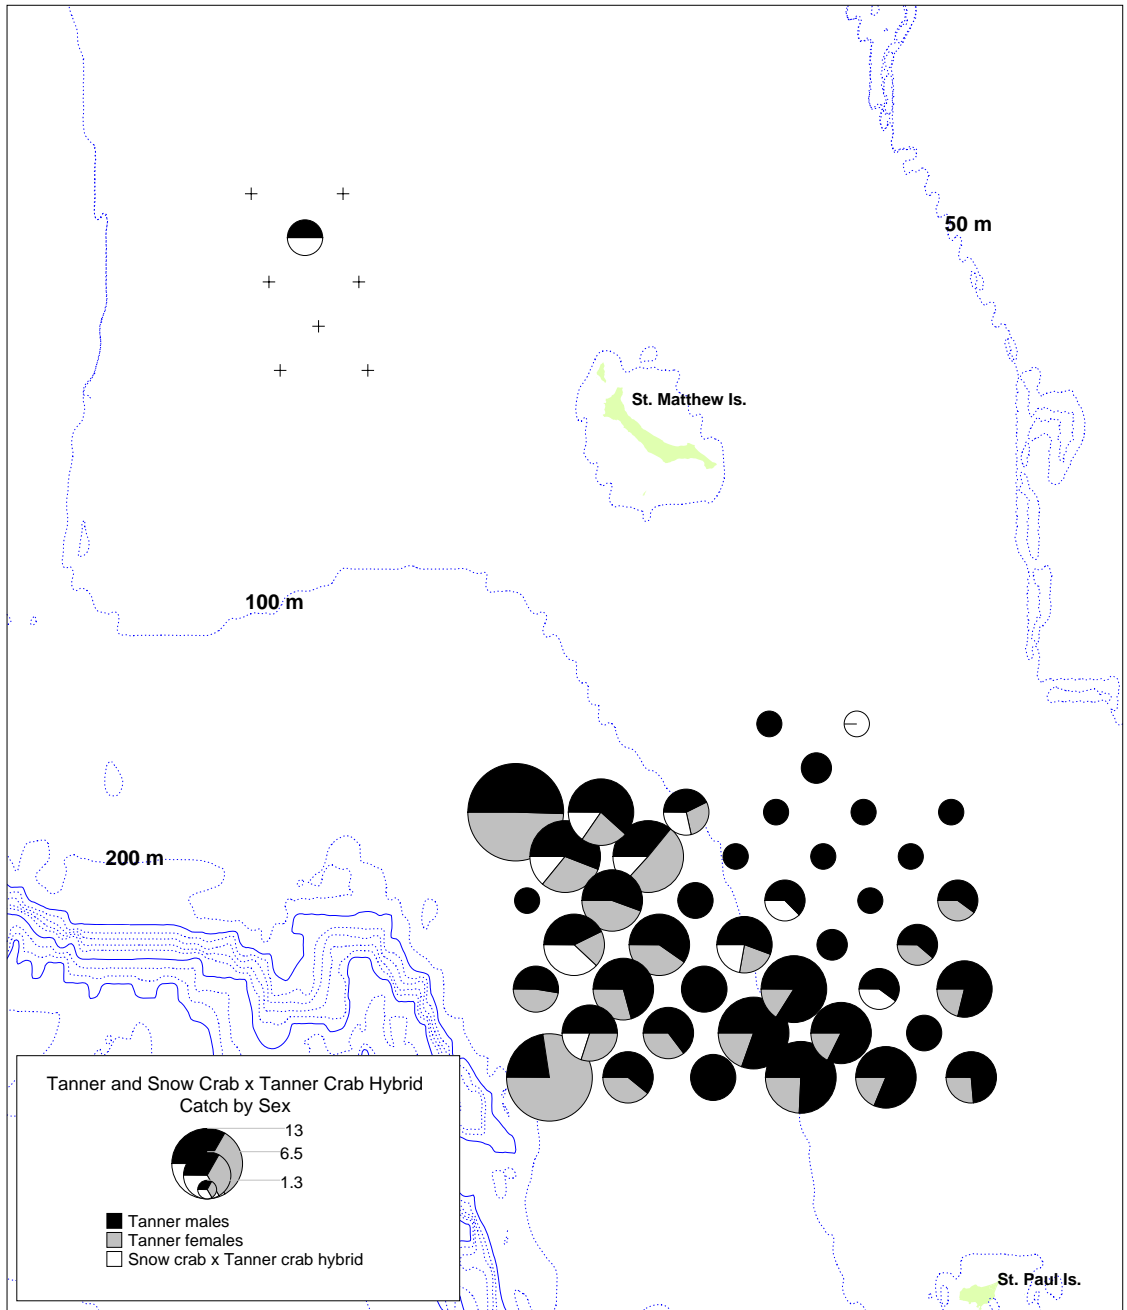 50 m
St. Matthew Is.
100 m
200 m
Tanner and Snow Crab x Tanner Crab Hybrid
Catch by Sex
13
6.5
1.3
Tanner males
Tanner females
Snow crab x Tanner crab hybrid
St. Paul Is.